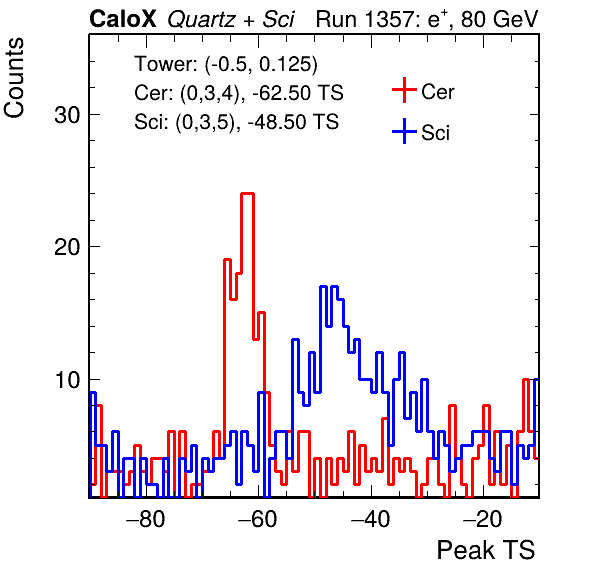 CaloX Quartz + Sci Run 1357: e+, 80 GeV
Counts
Tower: (-0.5, 0.125)
Cer: (0,3,4), -62.50 TS
Sci: (0,3,5), -48.50 TS
Cer
Sci
30
20
10
−80 −60 −40 −20
Peak TS